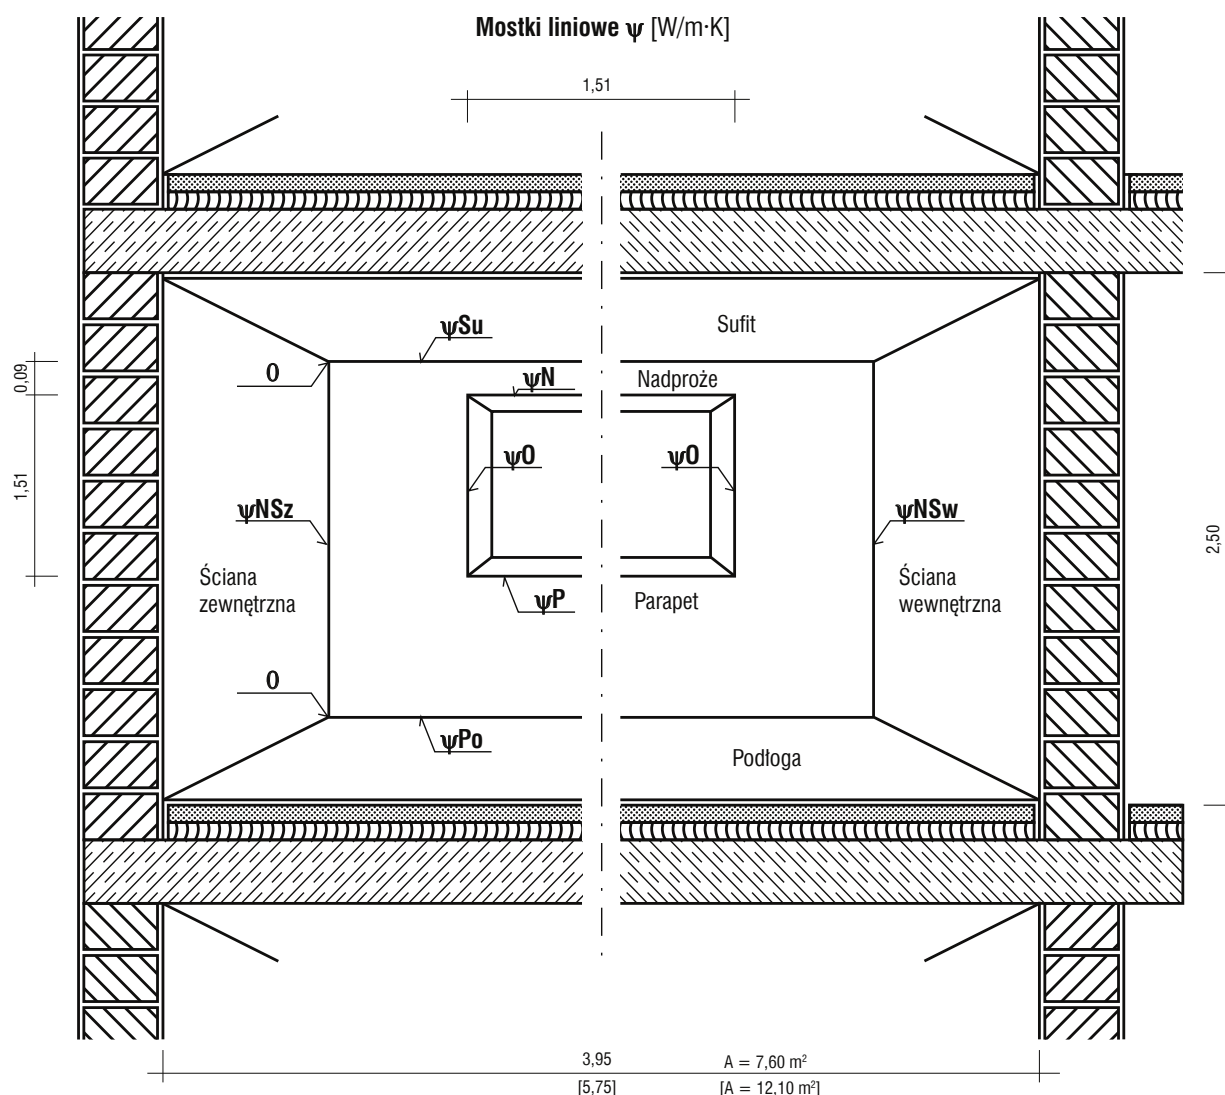 Mostki liniowe ψ [W/m·K]
1,51
ψSu
Sufit
0
0,09
ψN
Nadproże
ψO
ψO
1,51
ψNSz
ψNSw
2,50
Ściana
zewnętrzna
Ściana
wewnętrzna
ψP
Parapet
0
ψPo
Podłoga
3,95
A = 7,60 m²
[5,75]
[A = 12,10 m²]